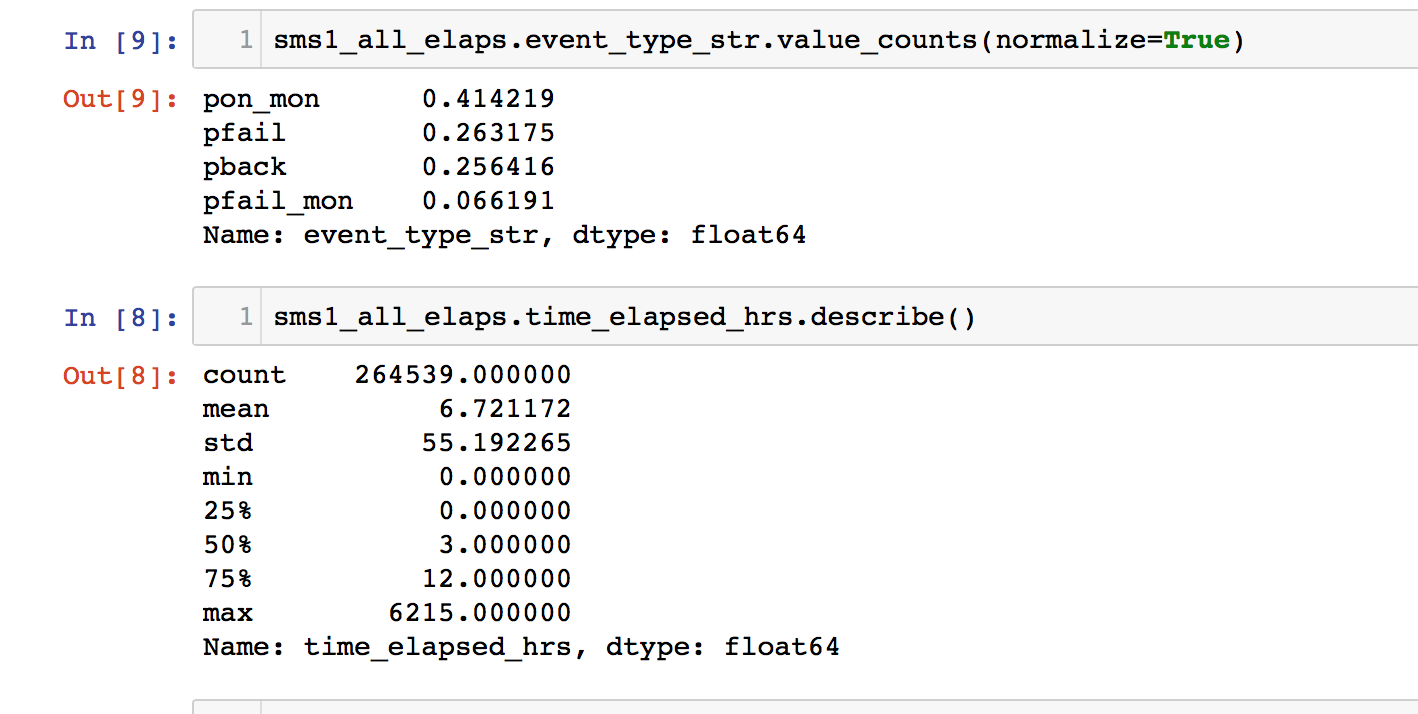 In [9]: 1 sms1_all_elaps.event_type_str.value_counts(normalize=True)
Out[9]: pon_mon 0.414219
pfail 0.263175
pback 0.256416
pfail_mon 0.066191
Name: event_type_str, dtype: float64
In [8]: 1 sms1_all_elaps.time_elapsed_hrs.describe()
Out[8]: count 264539.000000
mean 6.721172
std 55.192265
min 0.000000
25% 0.000000
50% 3.000000
75% 12.000000
max 6215.000000
Name: time_elapsed_hrs, dtype: float64